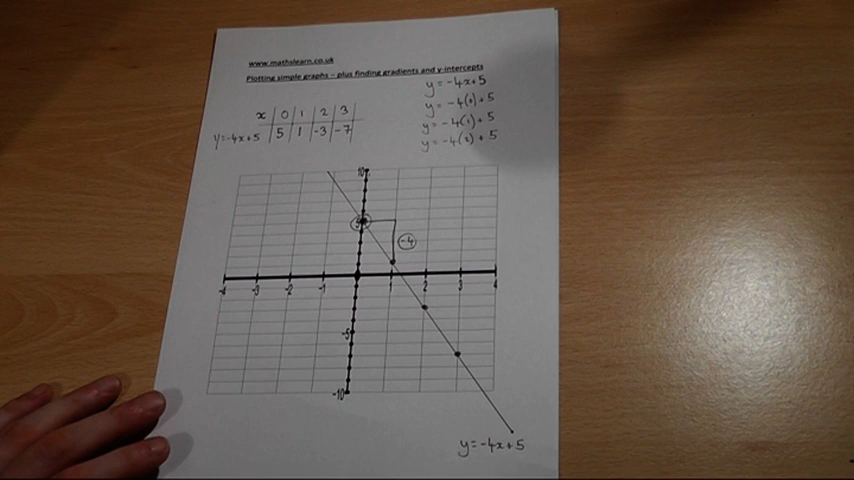 www.mathslearn.co.uk
Plotting simple graphs – plus finding gradients and y-intercepts
y = -4x+5
y = -4(0) + 5
y = -4(1) + 5
y = -4(2) + 5
x 0 1 2 3
y=-4x+5 5 1 -3 -7
10
5
-4
-4 -3 -2 -1 1 2 3 4
-5
-10
y=-4x+5